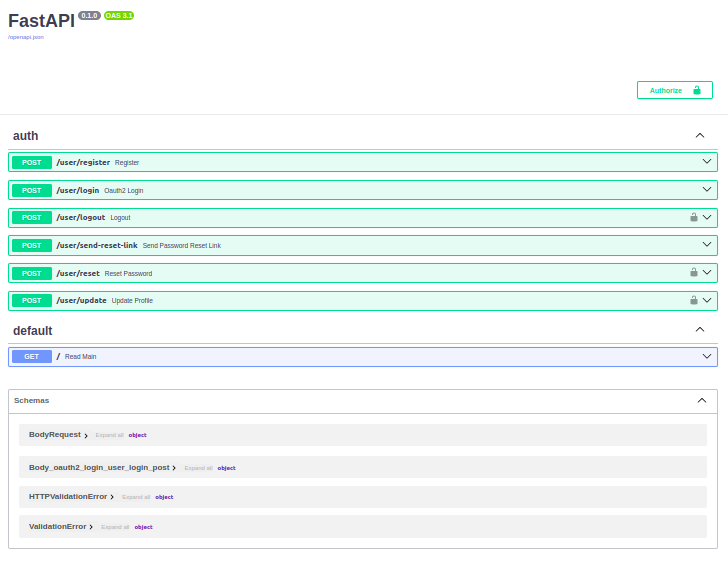 FastAPI 0.1.0 OAS 3.1
/openapi.json
Authorize
auth
POST /user/register Register
POST /user/login Oauth2 Login
POST /user/logout Logout
POST /user/send-reset-link Send Password Reset Link
POST /user/reset Reset Password
POST /user/update Update Profile
default
GET / Read Main
Schemas
BodyRequest Expand all object
Body_oauth2_login_user_login_post Expand all object
HTTPValidationError Expand all object
ValidationError Expand all object